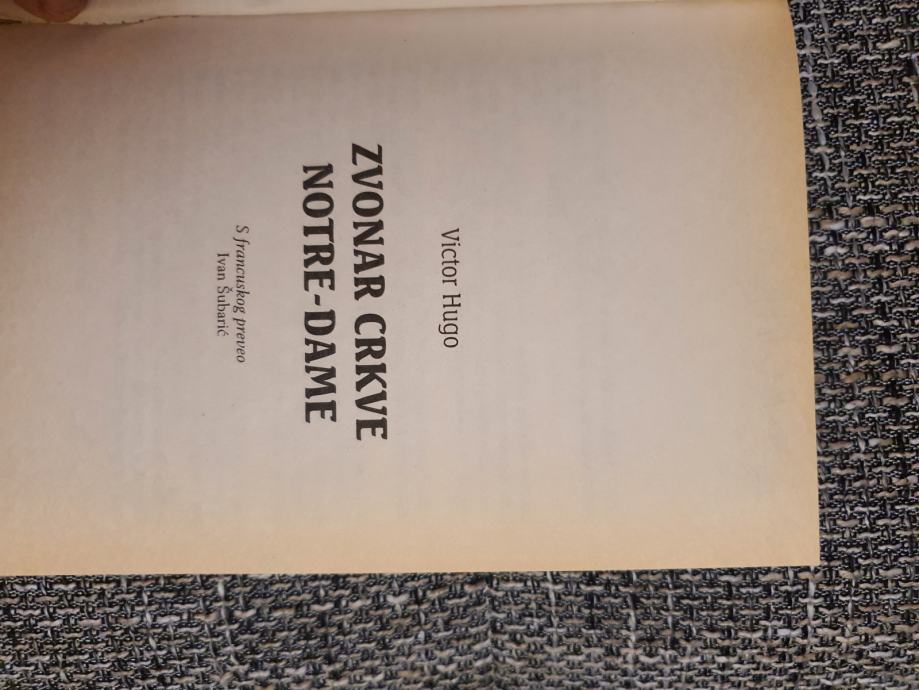 Victor Hugo
ZVONAR CRKVE
NOTRE-DAME
S francuskog preveo
Ivan Šubarić